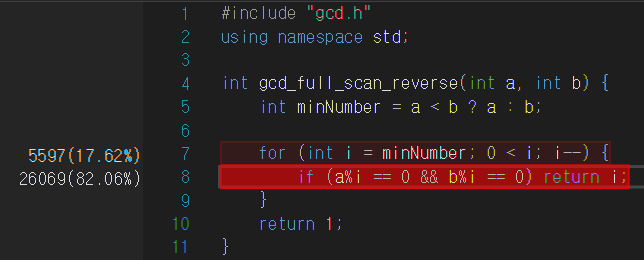 1 #include "gcd.h"
2 using namespace std;
3
4 int gcd_full_scan_reverse(int a, int b) {
5 int minNumber = a < b ? a : b;
6
5597(17.62%) 7 for (int i = minNumber; 0 < i; i--) {
26069(82.06%) 8 if (a%i == 0 && b%i == 0) return i;
9 }
10 return 1;
11 }